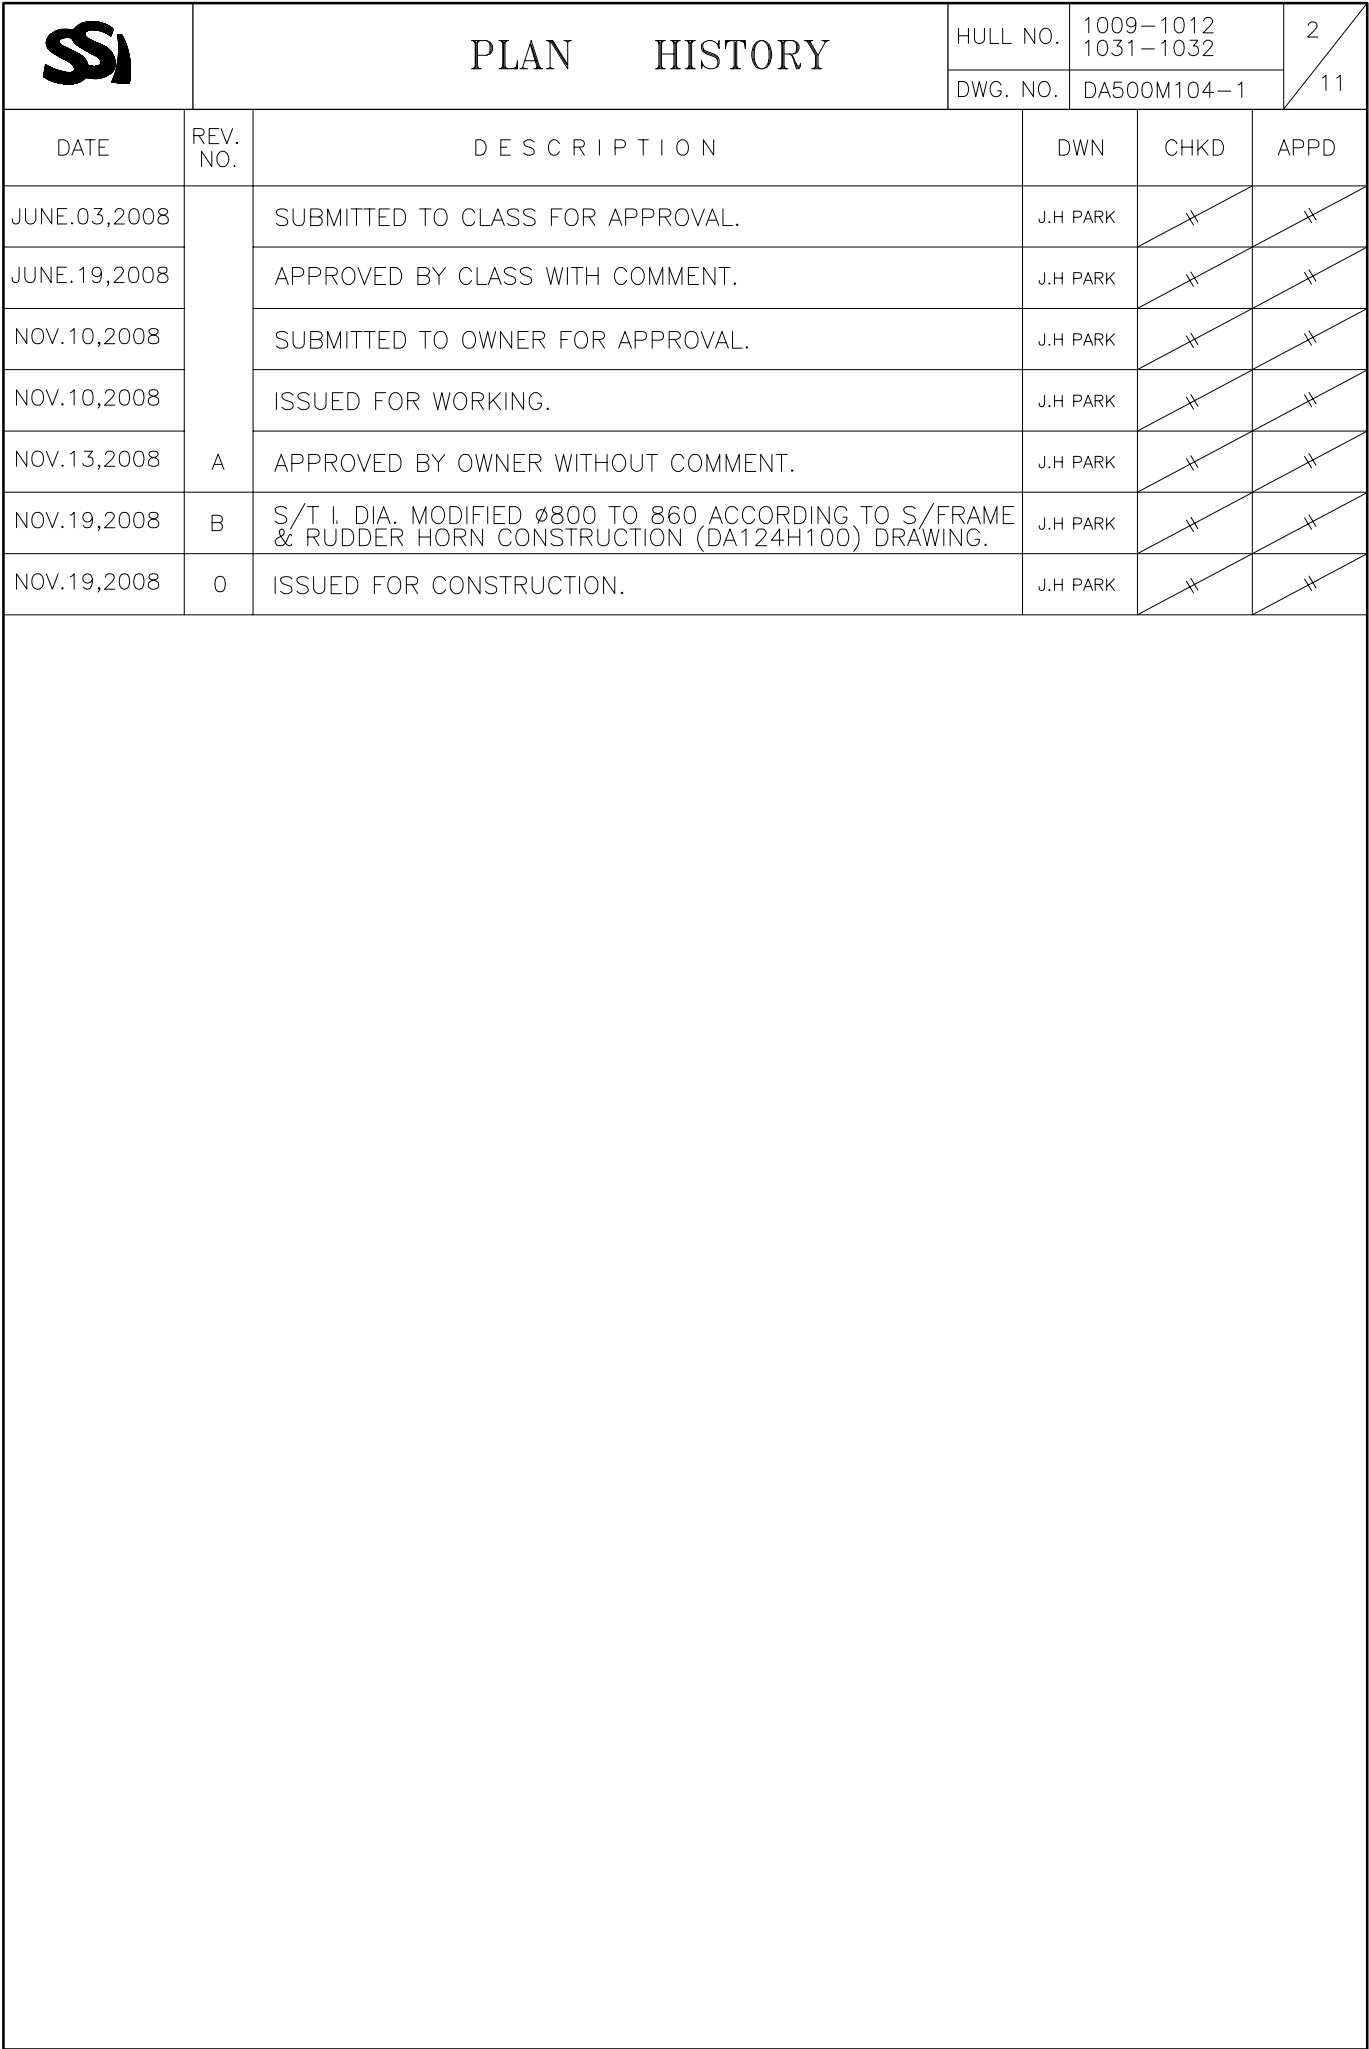 SSI
PLAN HISTORY
HULL NO.
1009-1012
1031-1032
2
11
DWG. NO.
DA500M104-1
DATE
REV.
NO.
DESCRIPTION
DWN
CHKD
APPD
JUNE.03,2008
SUBMITTED TO CLASS FOR APPROVAL.
J.H PARK
JUNE.19,2008
APPROVED BY CLASS WITH COMMENT.
J.H PARK
NOV.10,2008
SUBMITTED TO OWNER FOR APPROVAL.
J.H PARK
NOV.10,2008
ISSUED FOR WORKING.
J.H PARK
NOV.13,2008
A
APPROVED BY OWNER WITHOUT COMMENT.
J.H PARK
NOV.19,2008
B
S/T I. DIA. MODIFIED ø800 TO 860 ACCORDING TO S/FRAME
& RUDDER HORN CONSTRUCTION (DA124H100) DRAWING.
J.H PARK
NOV.19,2008
0
ISSUED FOR CONSTRUCTION.
J.H PARK